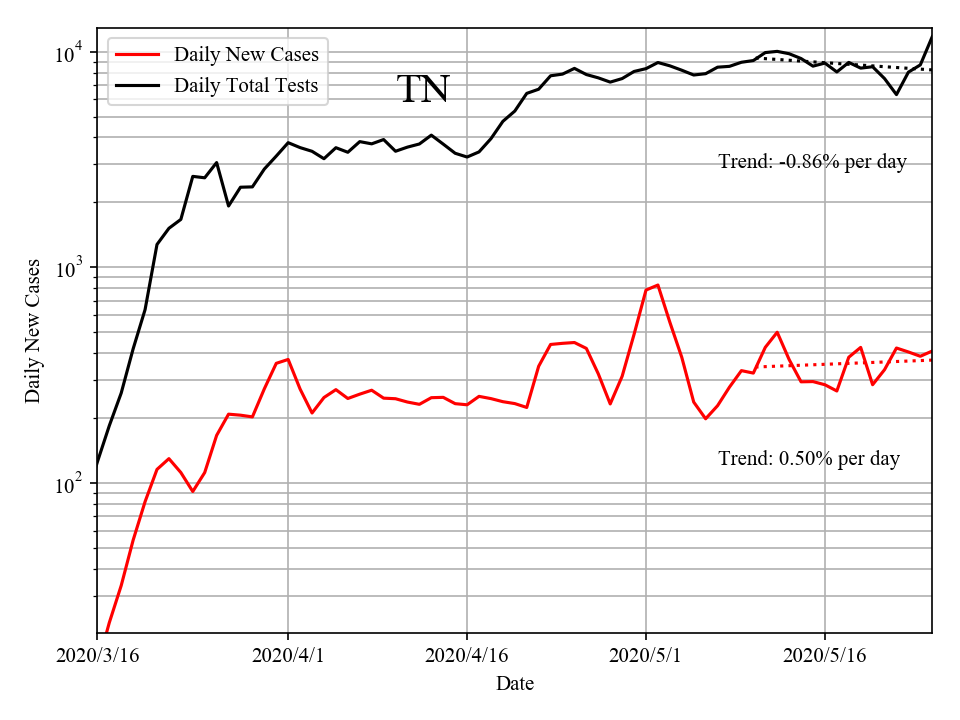 Daily New Cases
Daily Total Tests
TN
Trend: -0.86% per day
Trend: 0.50% per day
10^4
10^3
10^2
Daily New Cases
2020/3/16 2020/4/1 2020/4/16 2020/5/1 2020/5/16
Date